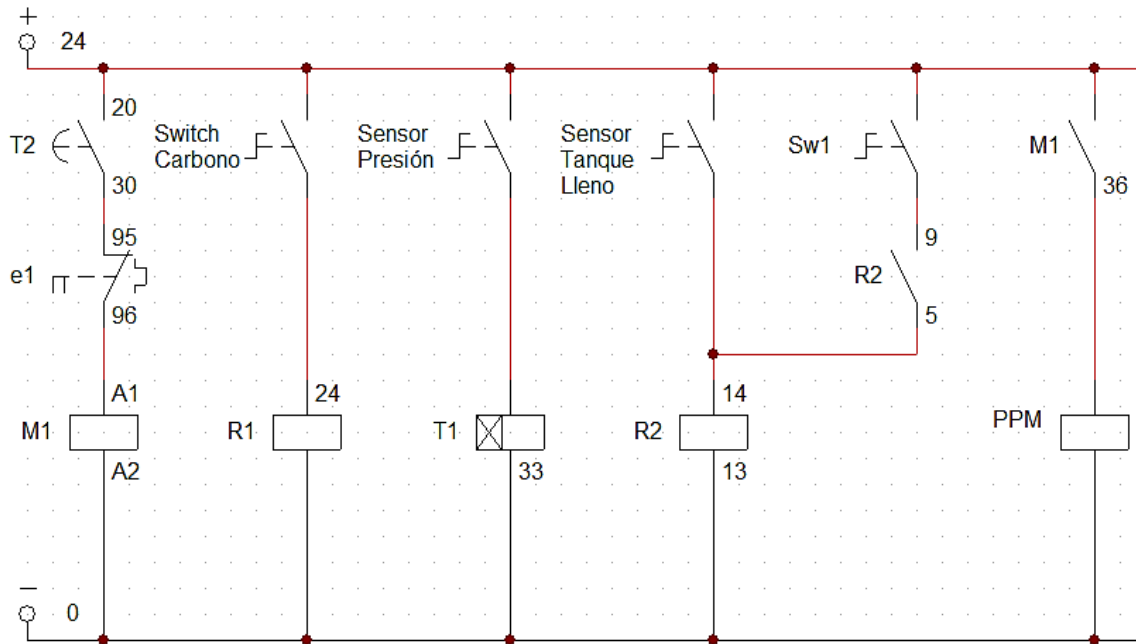 +
24
20
T2
30
95
e1
96
A1
M1
A2
Switch
Carbono
24
R1
Sensor
Presión
T1
33
Sensor
Tanque
Lleno
14
R2
13
Sw1
9
R2
5
M1
36
PPM
−
0